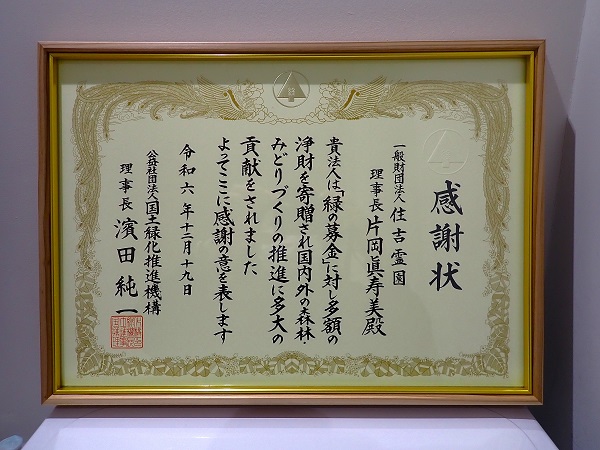 感謝状
一般財団法人 住吉霊園
理事長 片岡眞寿美殿
貴法人は、「緑の募金」に対し多額の
浄財を寄贈され国内外の森林
みどりづくりの推進に多大の
貢献をされました
よってここに感謝の意を表します
令和六年十二月十九日
公益社団法人国土緑化推進機構
理事長 濱田純一